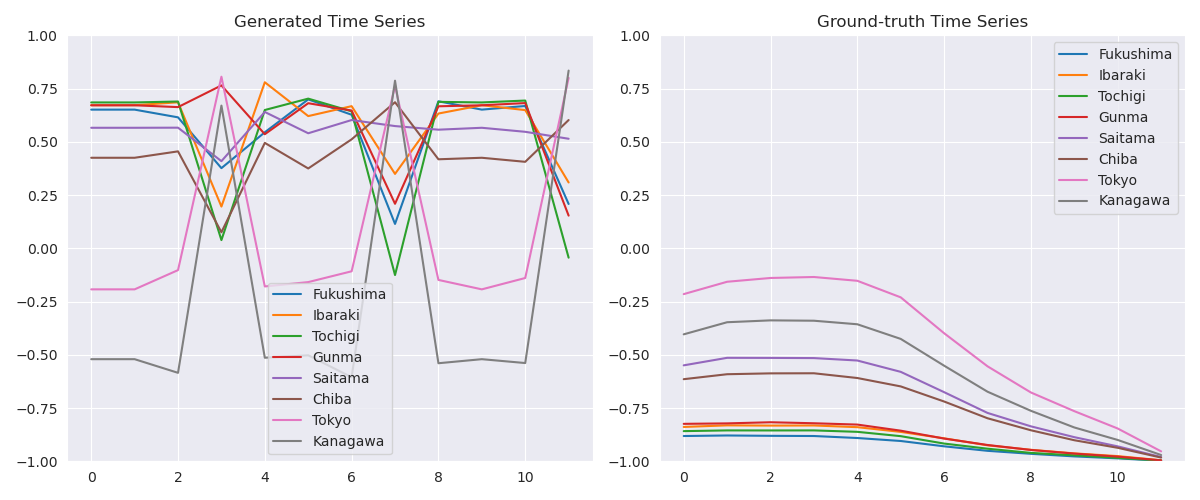 Generated Time Series
1.00
0.75
0.50
0.25
0.00
−0.25
−0.50
−0.75
−1.00
0 2 4 6 8 10
Fukushima
Ibaraki
Tochigi
Gunma
Saitama
Chiba
Tokyo
Kanagawa
Ground-truth Time Series
1.00
0.75
0.50
0.25
0.00
−0.25
−0.50
−0.75
−1.00
0 2 4 6 8 10
Fukushima
Ibaraki
Tochigi
Gunma
Saitama
Chiba
Tokyo
Kanagawa